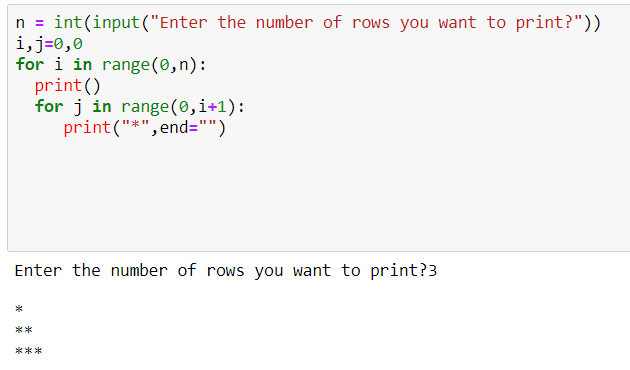 n = int(input("Enter the number of rows you want to print?"))
i,j=0,0
for i in range(0,n):
  print()
  for j in range(0,i+1):
     print("*",end="")
Enter the number of rows you want to print?3
*
**
***